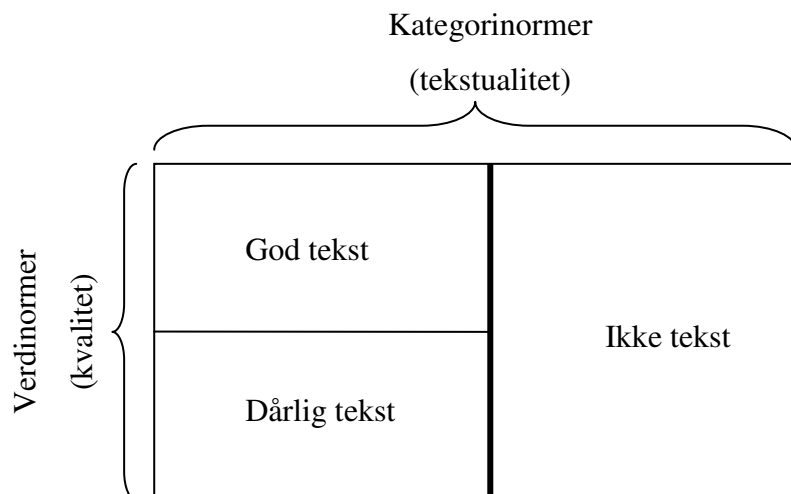 Kategorinormer
(tekstualitet)
Verdinormer
(kvalitet)
God tekst
Ikke tekst
Dårlig tekst